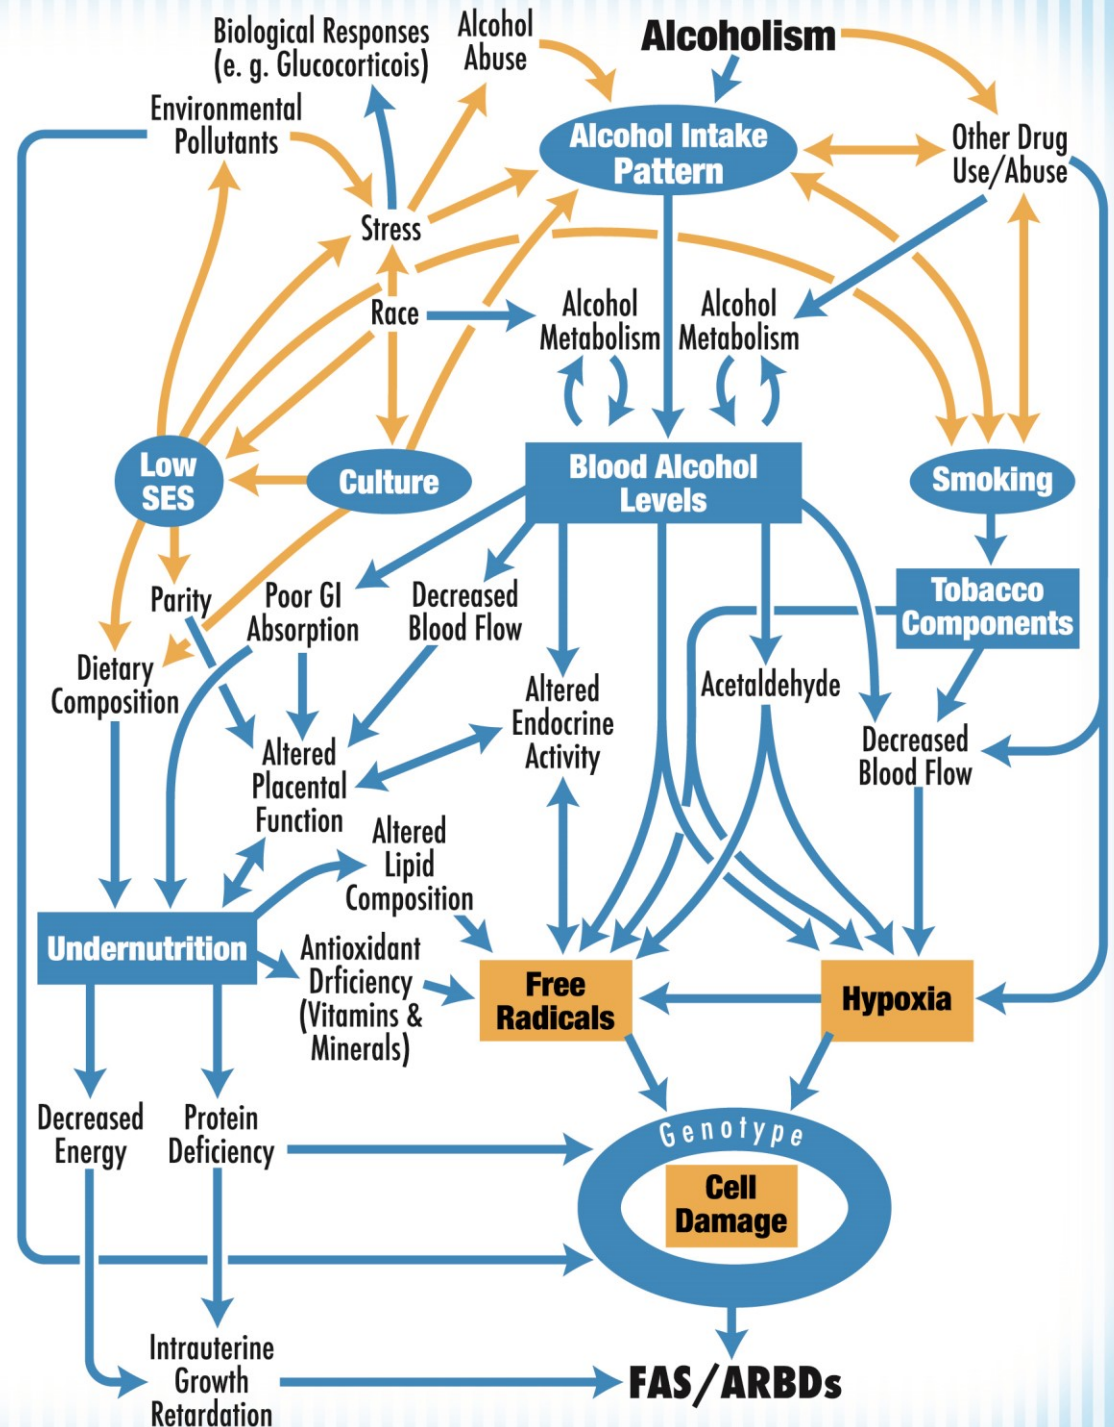 Biological Responses
(e. g. Glucocorticois)
Alcohol
Abuse
Alcoholism
Environmental
Pollutants
Alcohol Intake
Pattern
Other Drug
Use/Abuse
Stress
Race
Alcohol
Metabolism
Alcohol
Metabolism
Low
SES
Culture
Blood Alcohol
Levels
Smoking
Parity
Poor GI
Absorption
Decreased
Blood Flow
Tobacco
Components
Dietary
Composition
Altered
Endocrine
Activity
Acetaldehyde
Decreased
Blood Flow
Altered
Placental
Function
Altered
Lipid
Composition
Undernutrition
Antioxidant
Drficiency
(Vitamins &
Minerals)
Free
Radicals
Hypoxia
Decreased
Energy
Protein
Deficiency
Genotype
Cell
Damage
Intrauterine
Growth
Retardation
FAS/ARBDs